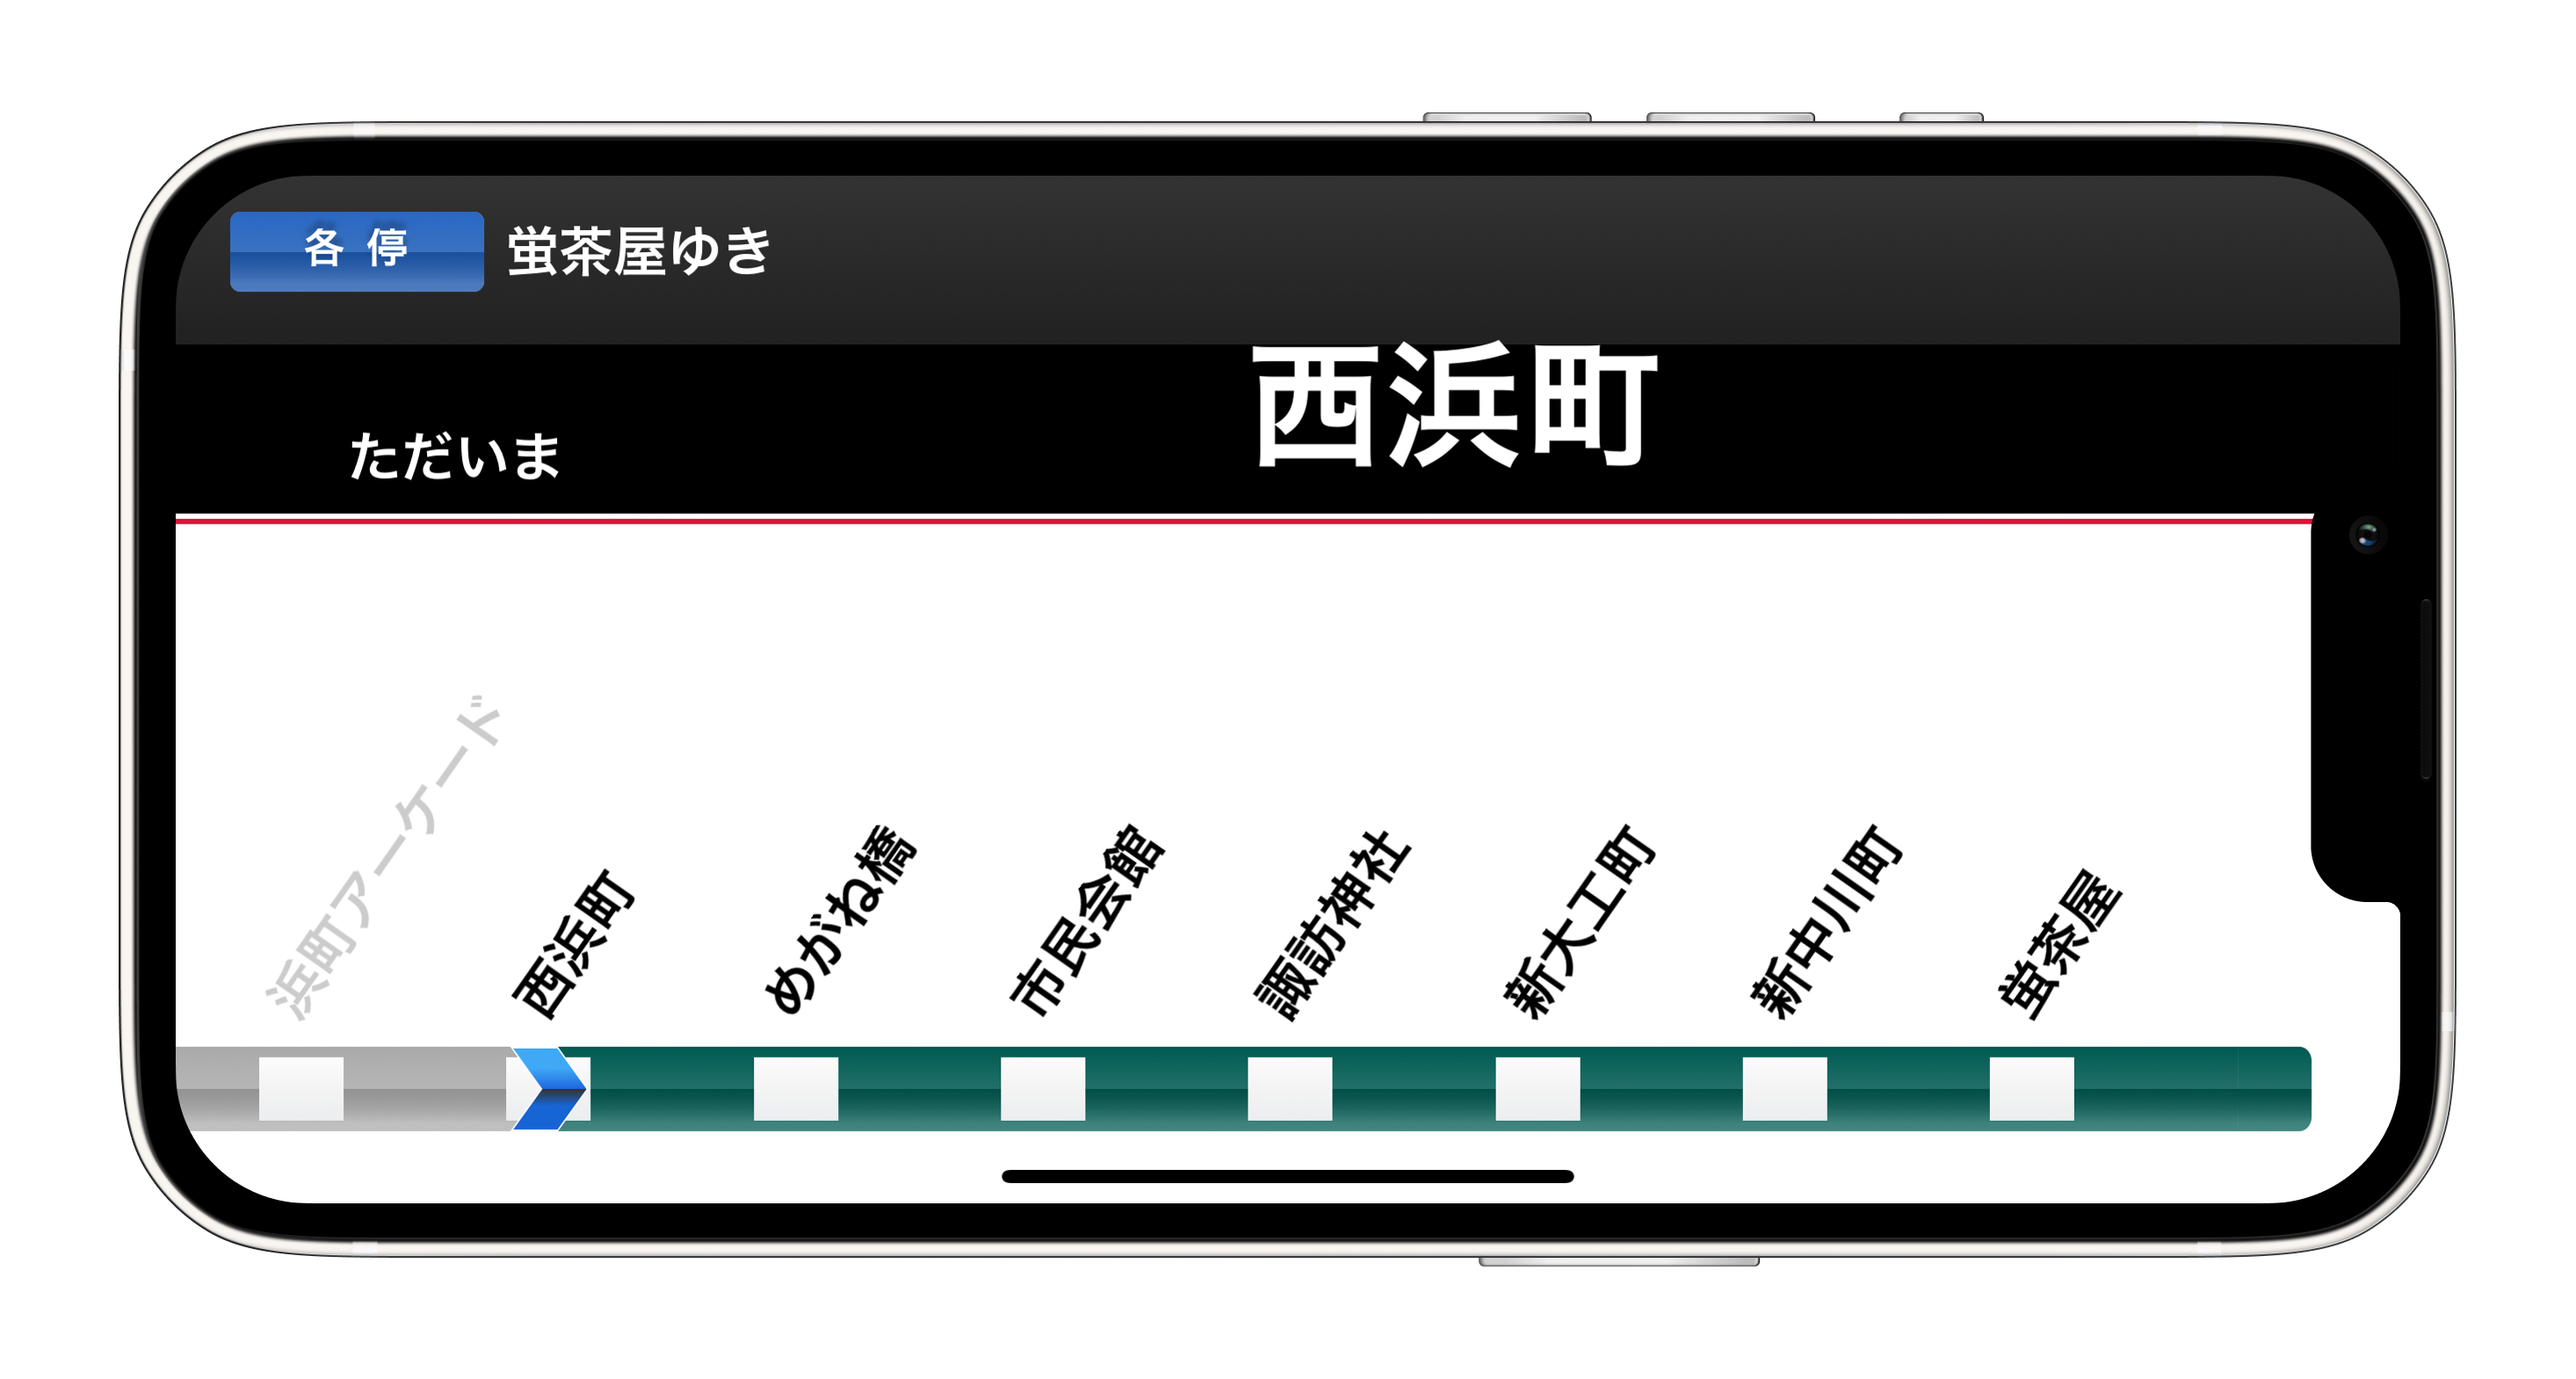 各停 蛍茶屋ゆき
ただいま
西浜町
浜町アーケード
西浜町
めがね橋
市民会館
諏訪神社
新大工町
新中川町
蛍茶屋